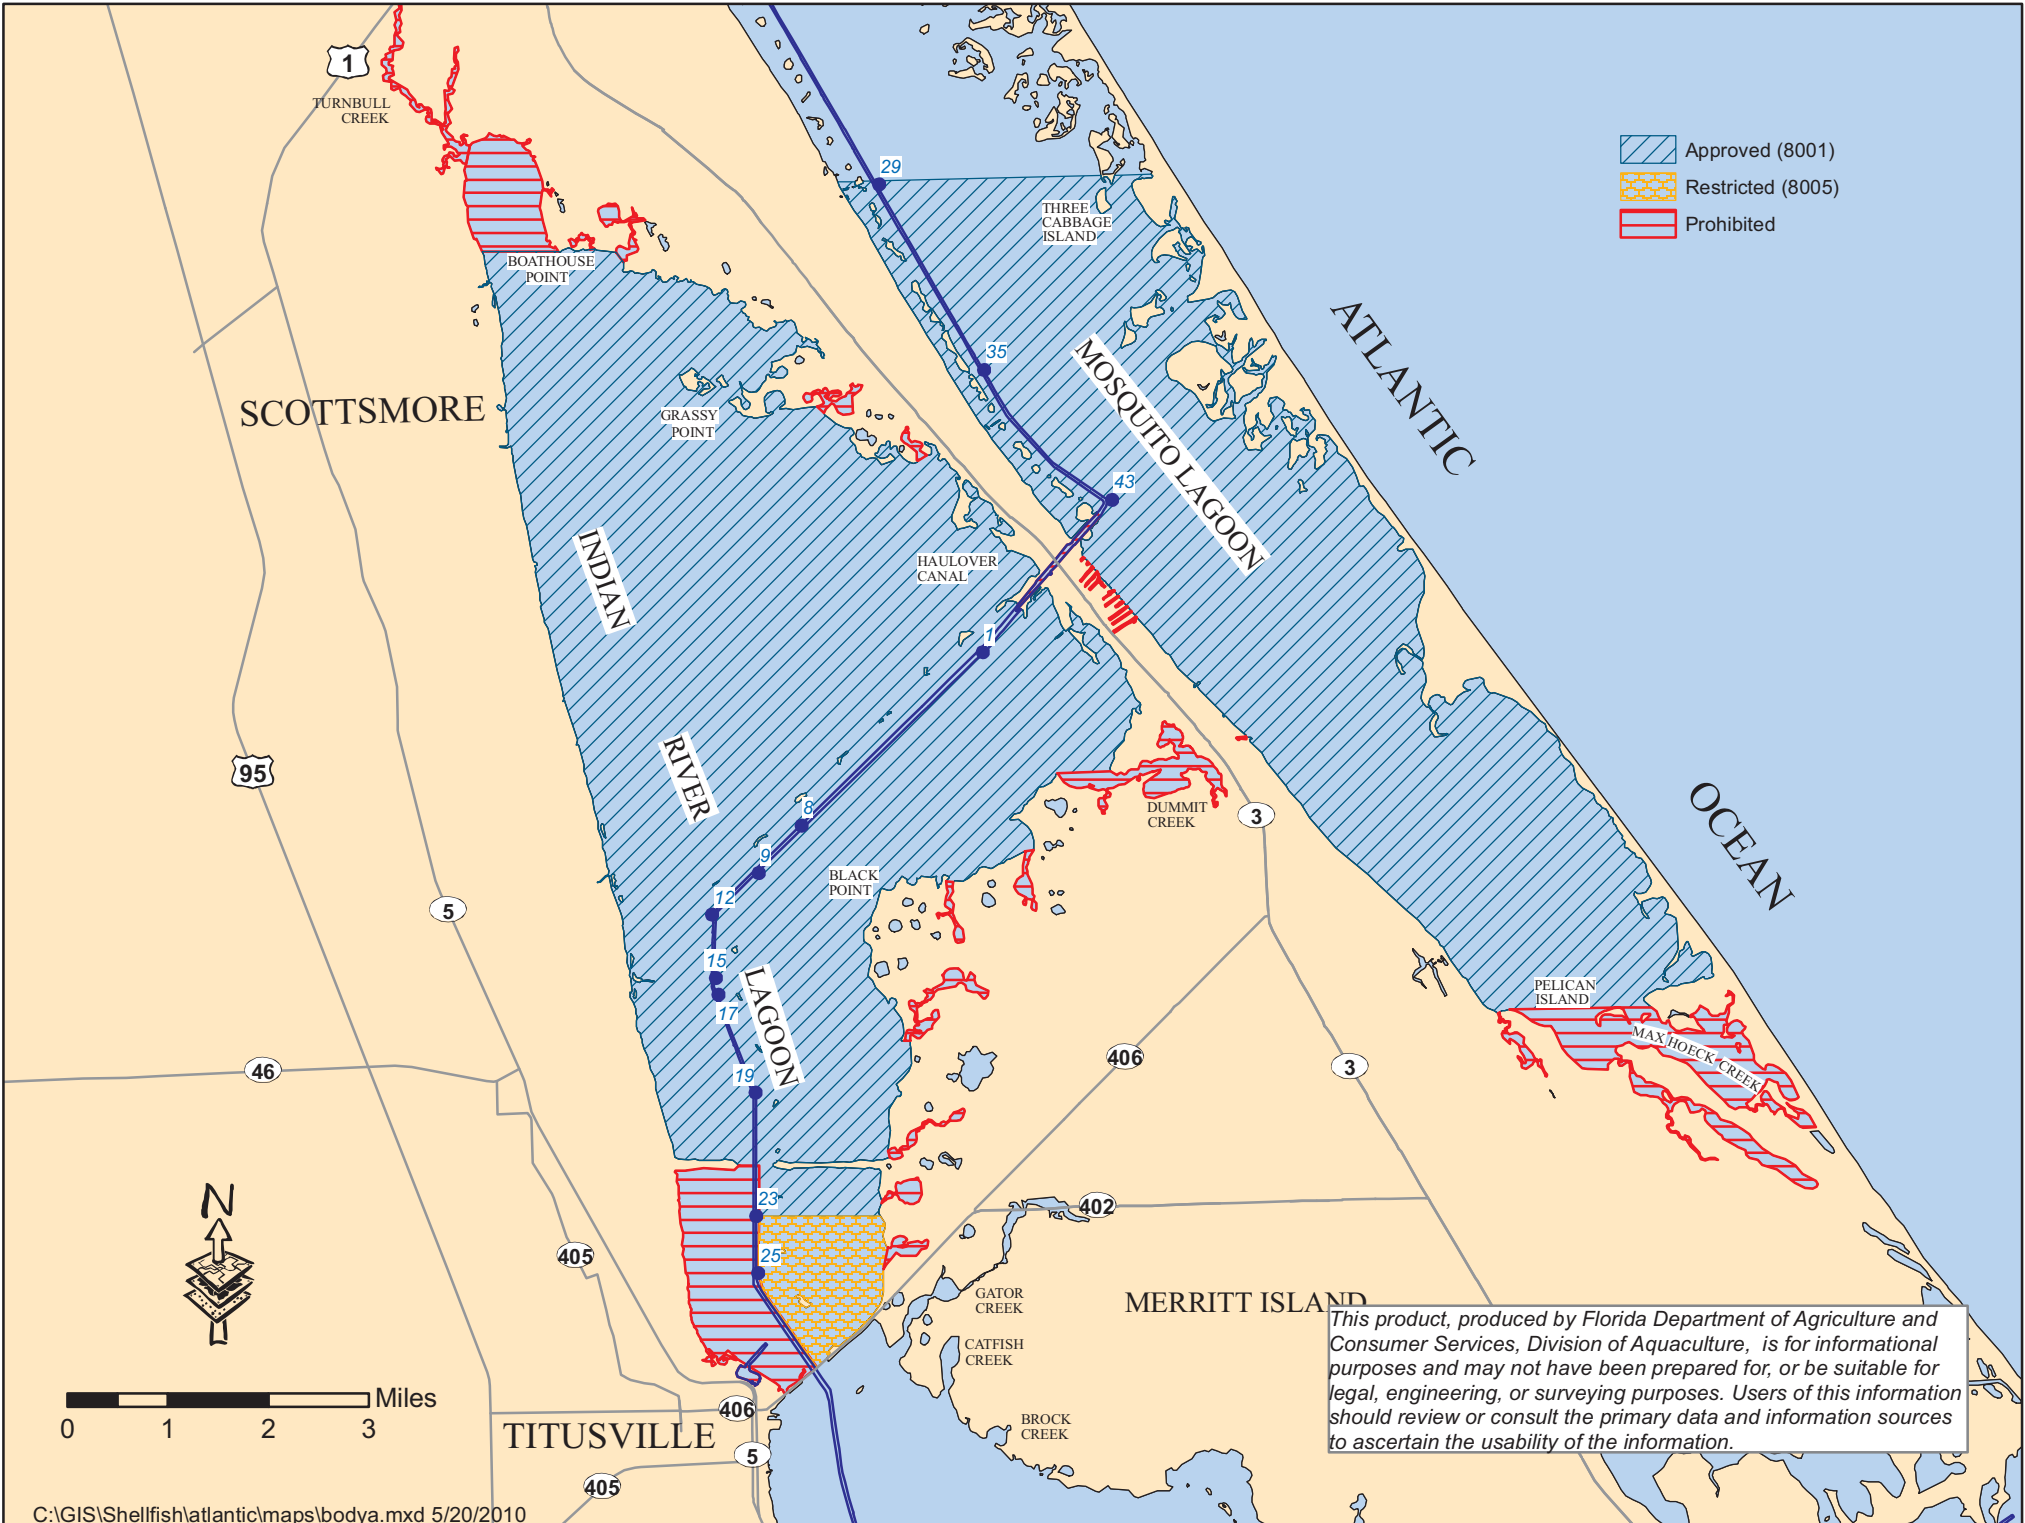 1
TURNBULL
CREEK
29
Approved (8001)
Restricted (8005)
Prohibited
THREE
CABBAGE
ISLAND
BOATHOUSE
POINT
ATLANTIC
35
MOSQUITO LAGOON
SCOTTSMORE
GRASSY
POINT
43
INDIAN
HAULOVER
CANAL
1
RIVER
95
DUMMIT
CREEK
3
8
OCEAN
9
BLACK
POINT
12
5
15
LAGOON
17
PELICAN
ISLAND
MAX HOECK CREEK
46
19
406
3
N
23
402
405
25
GATOR
CREEK
MERRITT ISLAND
CATFISH
CREEK
This product, produced by Florida Department of Agriculture and
Consumer Services, Division of Aquaculture, is for informational
purposes and may not have been prepared for, or be suitable for
legal, engineering, or surveying purposes. Users of this information
should review or consult the primary data and information sources
to ascertain the usability of the information.
Miles
0 1 2 3
406
TITUSVILLE
BROCK
CREEK
5
405
C:\GIS\Shellfish\atlantic\maps\bodya.mxd 5/20/2010